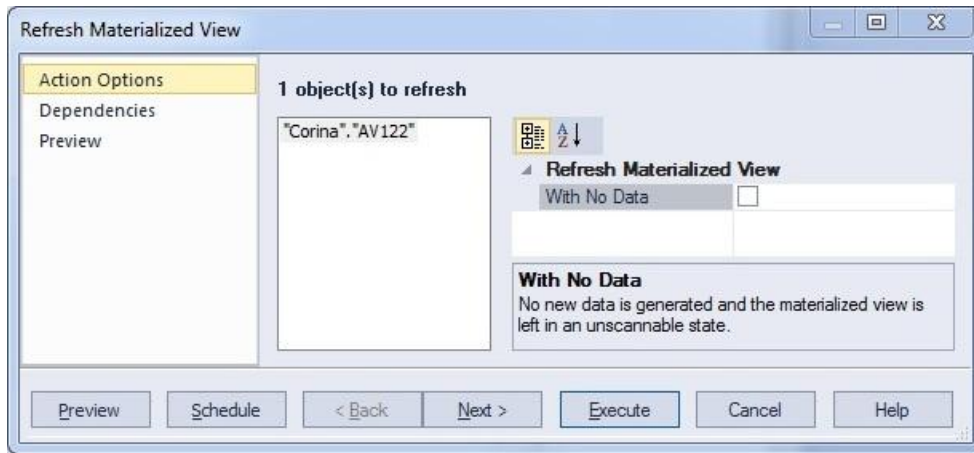 Refresh Materialized View
Action Options
Dependencies
Preview
1 object(s) to refresh
"Corina"."AV122"
A
Z
Refresh Materialized View
With No Data
With No Data
No new data is generated and the materialized view is
left in an unscannable state.
Preview
Schedule
< Back
Next >
Execute
Cancel
Help